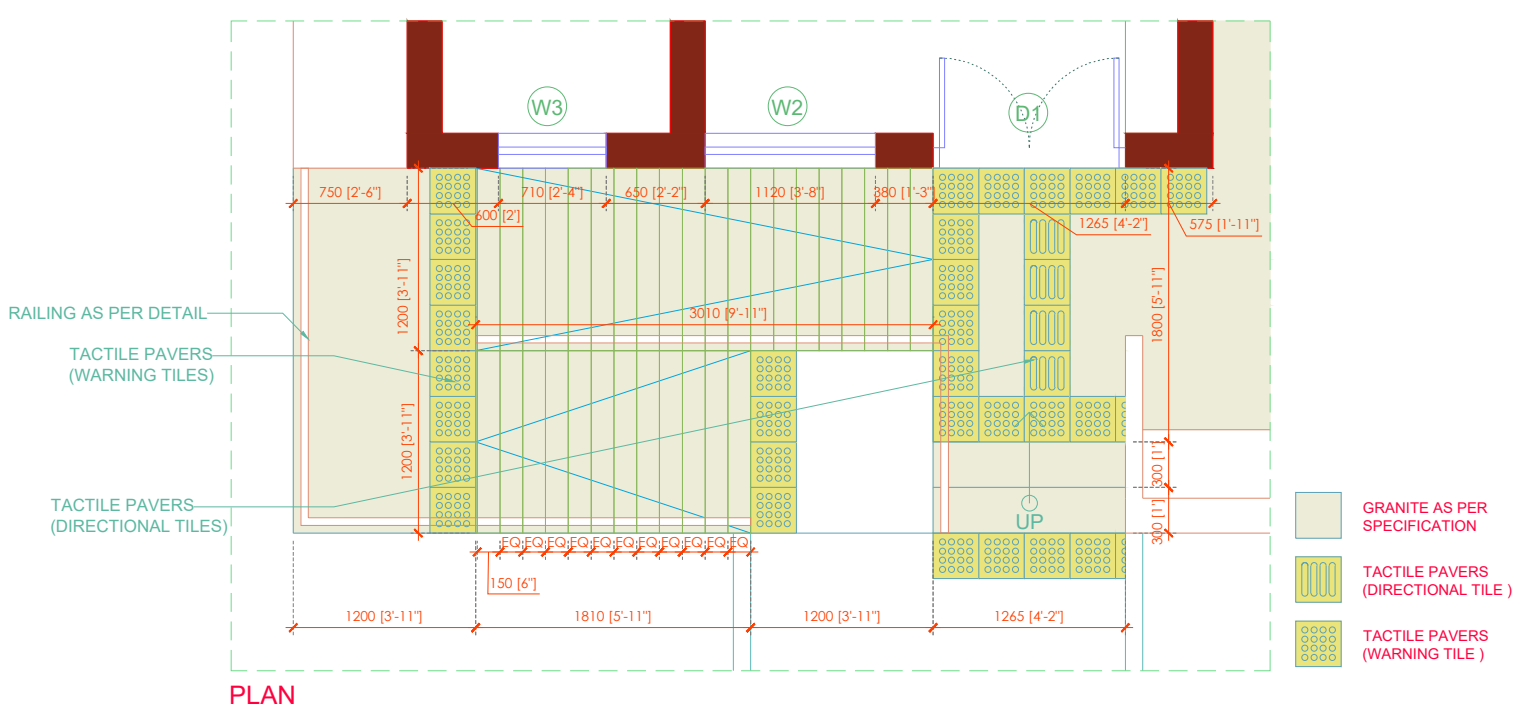 W3
W2
D1
750 [2'-6"]
710 [2'-4"]
650 [2'-2"]
1120 [3'-8"]
380 [1'-3"]
600 [2']
1265 [4'-2"]
575 [1'-11"]
1200 [3'-11"]
1800 [5'-11"]
3010 [9'-11"]
RAILING AS PER DETAIL
TACTILE PAVERS
(WARNING TILES)
1200 [3'-11"]
300 [1']
TACTILE PAVERS
(DIRECTIONAL TILES)
UP
300 [1']
GRANITE AS PER
SPECIFICATION
EQ EQ EQ EQ EQ EQ EQ EQ EQ EQ EQ
150 [6"]
TACTILE PAVERS
(DIRECTIONAL TILE )
1200 [3'-11"]
1810 [5'-11"]
1200 [3'-11"]
1265 [4'-2"]
TACTILE PAVERS
(WARNING TILE )
PLAN